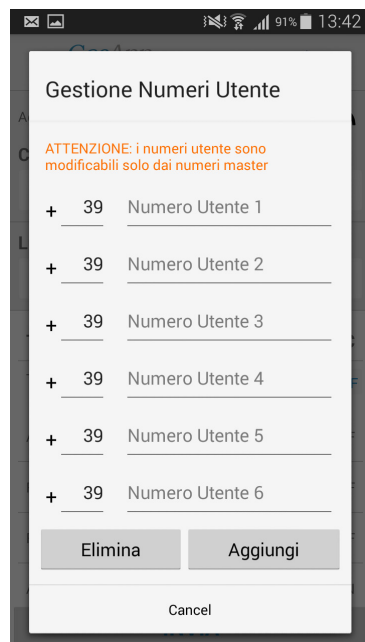 91% 13:42
Gestione Numeri Utente
ATTENZIONE: i numeri utente sono
modificabili solo dai numeri master
+ 39 Numero Utente 1
+ 39 Numero Utente 2
+ 39 Numero Utente 3
+ 39 Numero Utente 4
+ 39 Numero Utente 5
+ 39 Numero Utente 6
Elimina Aggiungi
Cancel